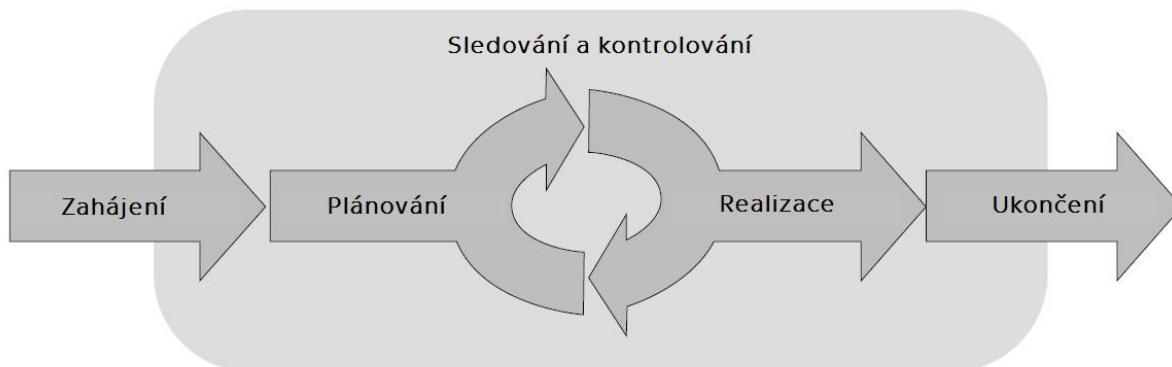 Sledování a kontrolování
Zahájení
Plánování
Realizace
Ukončení